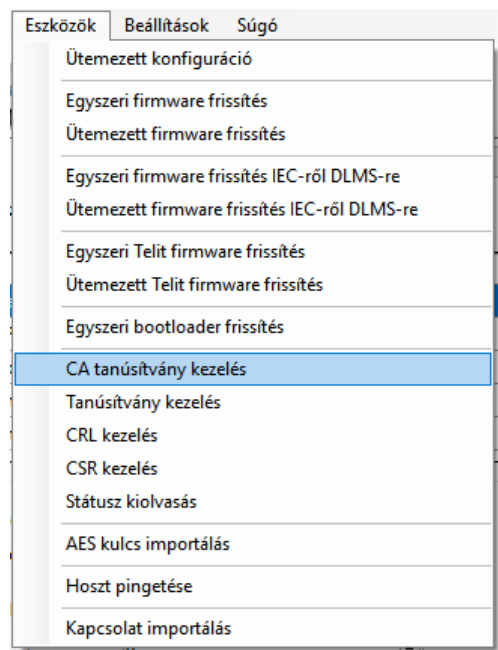 Eszközök Beállítások Súgó
Ütemezett konfiguráció
Egyszeri firmware frissítés
Ütemezett firmware frissítés
Egyszeri firmware frissítés IEC-ről DLMS-re
Ütemezett firmware frissítés IEC-ről DLMS-re
Egyszeri Telit firmware frissítés
Ütemezett Telit firmware frissítés
Egyszeri bootloader frissítés
CA tanúsítvány kezelés
Tanúsítvány kezelés
CRL kezelés
CSR kezelés
Státusz kiolvasás
AES kulcs importálás
Hoszt pingetése
Kapcsolat importálás